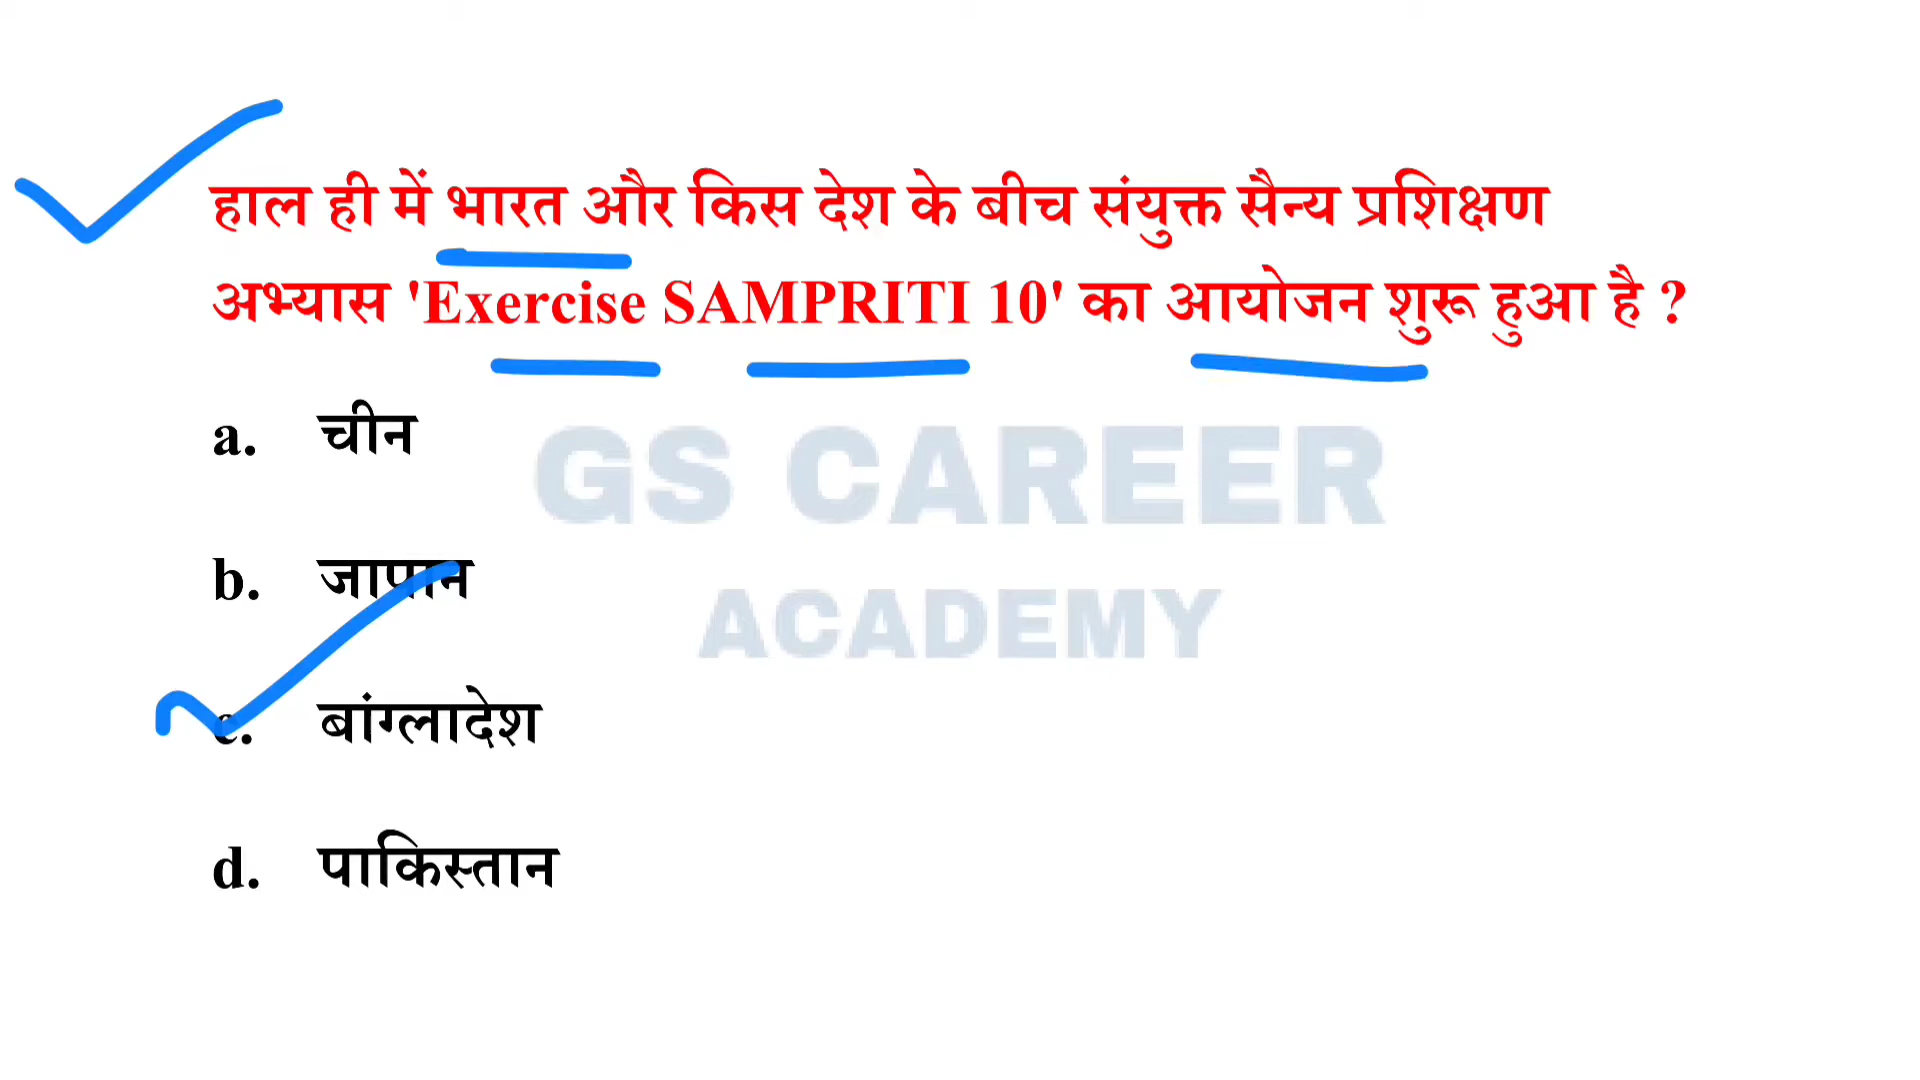 हाल ही में भारत और किस देश के बीच संयुक्त सैन्य प्रशिक्षण
अभ्यास 'Exercise SAMPRITI 10' का आयोजन शुरू हुआ है ?
a. चीन
b. जापान
c. बांग्लादेश
d. पाकिस्तान
GS CAREER
ACADEMY